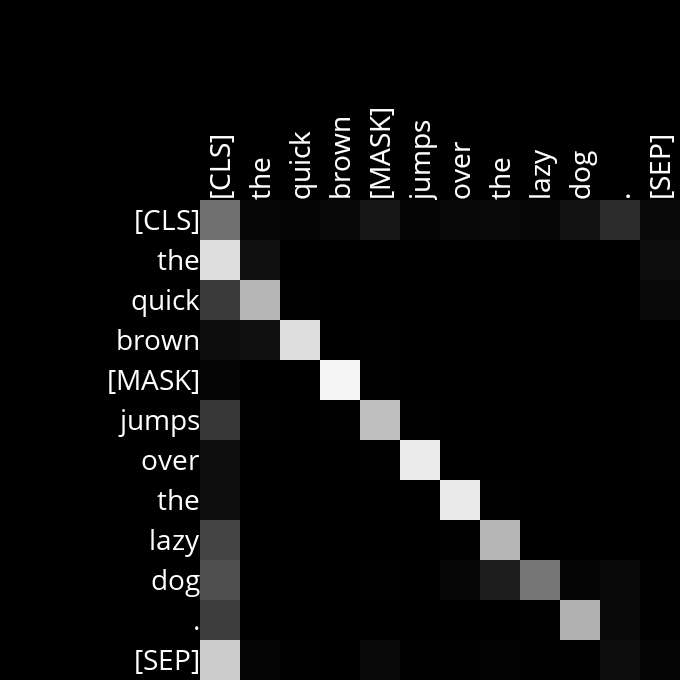 [CLS] the quick brown [MASK] jumps over the lazy dog . [SEP]
[CLS]
the
quick
brown
[MASK]
jumps
over
the
lazy
dog
.
[SEP]